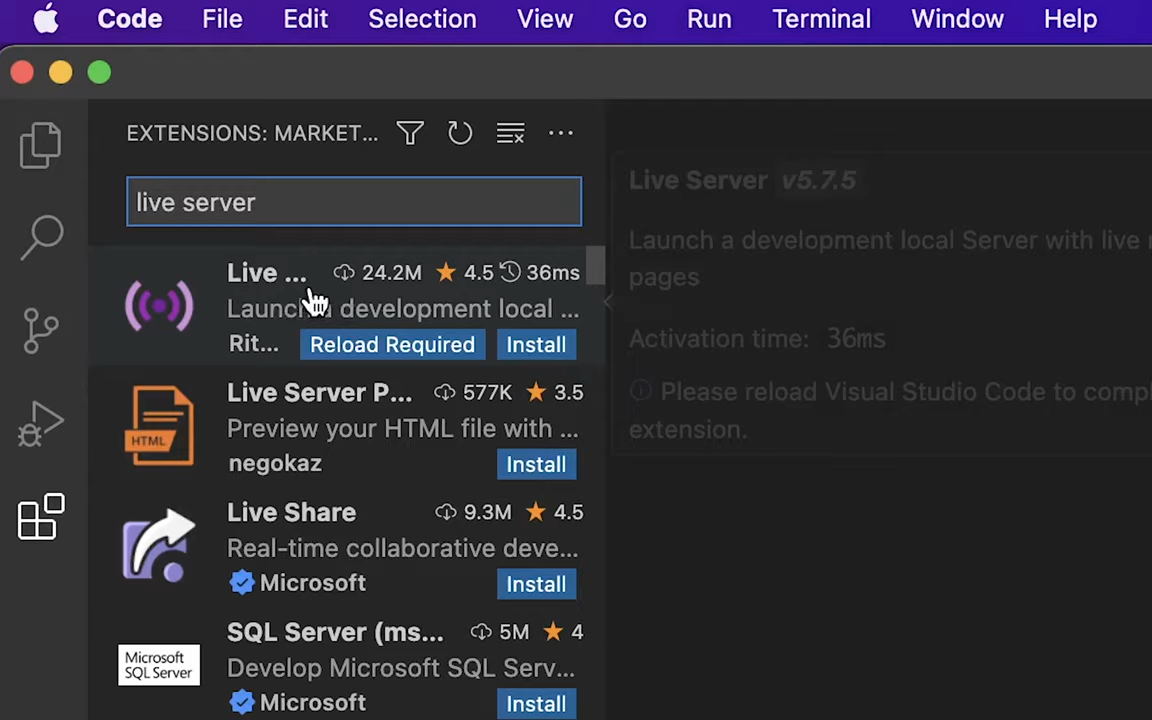 Code File Edit Selection View Go Run Terminal Window Help
EXTENSIONS: MARKET...
live server
Live ... 24.2M 4.5 36ms
Launch a development local ...
Rit... Reload Required Install
Live Server P... 577K 3.5
Preview your HTML file with ...
negokaz Install
HTML
Live Share 9.3M 4.5
Real-time collaborative deve...
Microsoft Install
SQL Server (ms... 5M 4
Develop Microsoft SQL Serv...
Microsoft Install
Microsoft
SQL Server
Live Server v5.7.5
Launch a development local Server with live
pages
Activation time: 36ms
Please reload Visual Studio Code to compl
extension.